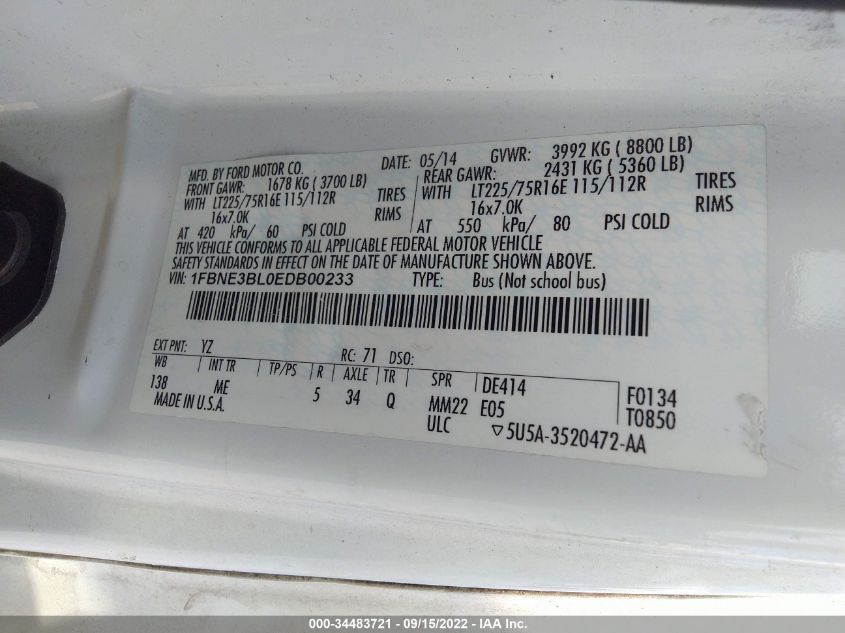 MFD. BY FORD MOTOR CO. DATE: 05/14 GVWR: 3992 KG ( 8800 LB)
FRONT GAWR: 1678 KG ( 3700 LB) REAR GAWR: 2431 KG ( 5360 LB)
WITH LT225/75R16E 115/112R TIRES WITH LT225/75R16E 115/112R TIRES
16x7.0K RIMS 16x7.0K RIMS
AT 420 kPa/ 60 PSI COLD AT 550 kPa/ 80 PSI COLD
THIS VEHICLE CONFORMS TO ALL APPLICABLE FEDERAL MOTOR VEHICLE
SAFETY STANDARDS IN EFFECT ON THE DATE OF MANUFACTURE SHOWN ABOVE.
VIN: 1FBNE3BL0EDB00233 TYPE: Bus (Not school bus)
EXT PNT: YZ RC: 71 DSO:
WB INT TR TP/PS R AXLE TR SPR DE414 F0134
138 ME 5 34 Q MM22 E05 T0850
MADE IN U.S.A. ULC ▽5U5A-3520472-AA
000-34483721 - 09/15/2022 - IAA Inc.